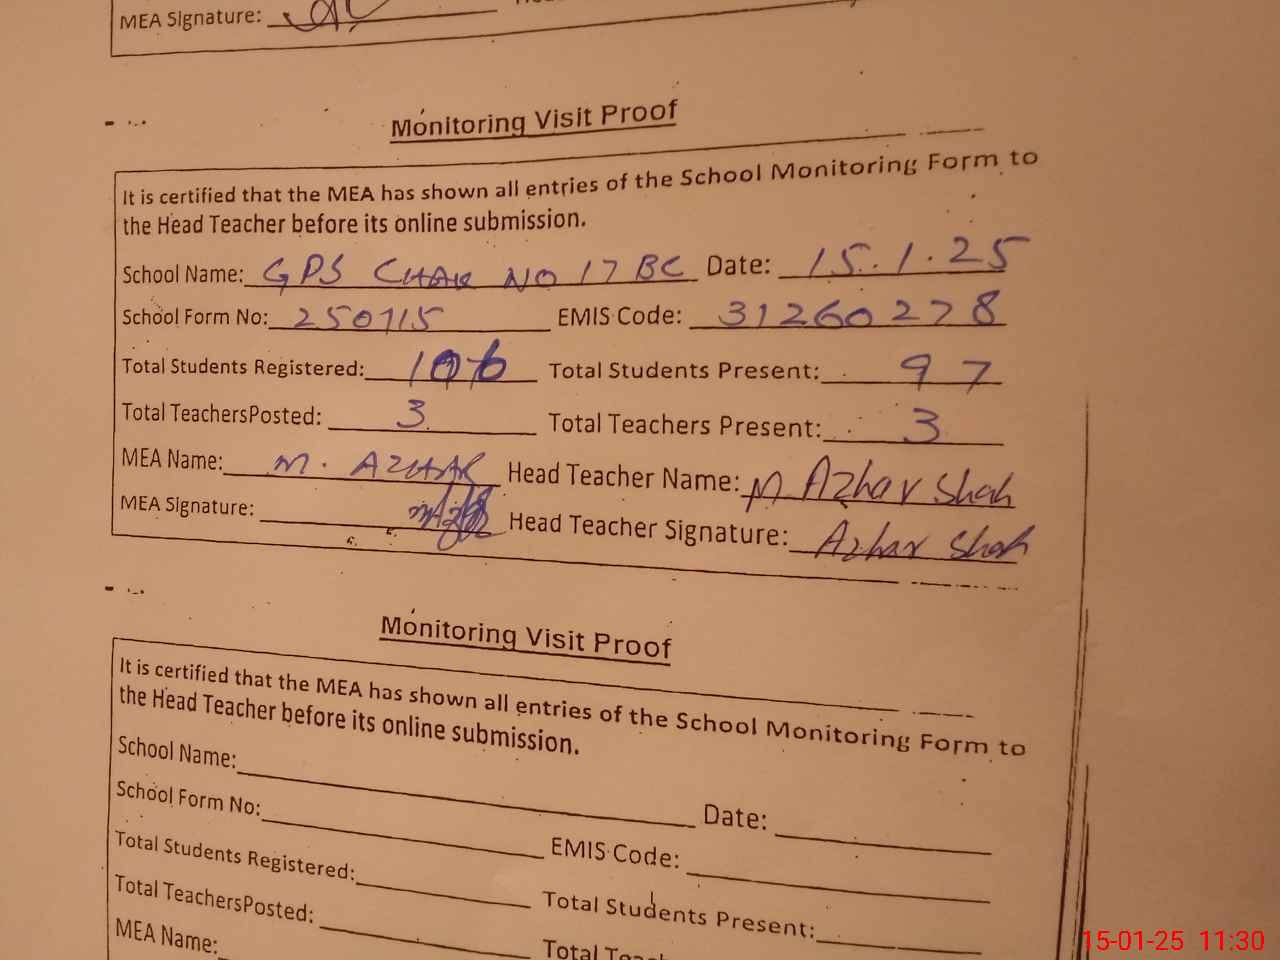 MEA Signature:
Monitoring Visit Proof
It is certified that the MEA has shown all entries of the School Monitoring Form to
the Head Teacher before its online submission.
School Name: GPS CHAK NO 17 BC Date: 15.1.25
School Form No: 250715 EMIS Code: 31260278
Total Students Registered: 106 Total Students Present: 97
Total TeachersPosted: 3 Total Teachers Present: 3
MEA Name: M. AZHAR Head Teacher Name: M Azhar Shah
MEA Signature: Head Teacher Signature: Azhar Shah
Monitoring Visit Proof
It is certified that the MEA has shown all entries of the School Monitoring Form to
the Head Teacher before its online submission.
School Name: Date:
School Form No: EMIS Code:
Total Students Registered: Total Students Present:
Total TeachersPosted: Total
MEA Name:
15-01-25 11:30